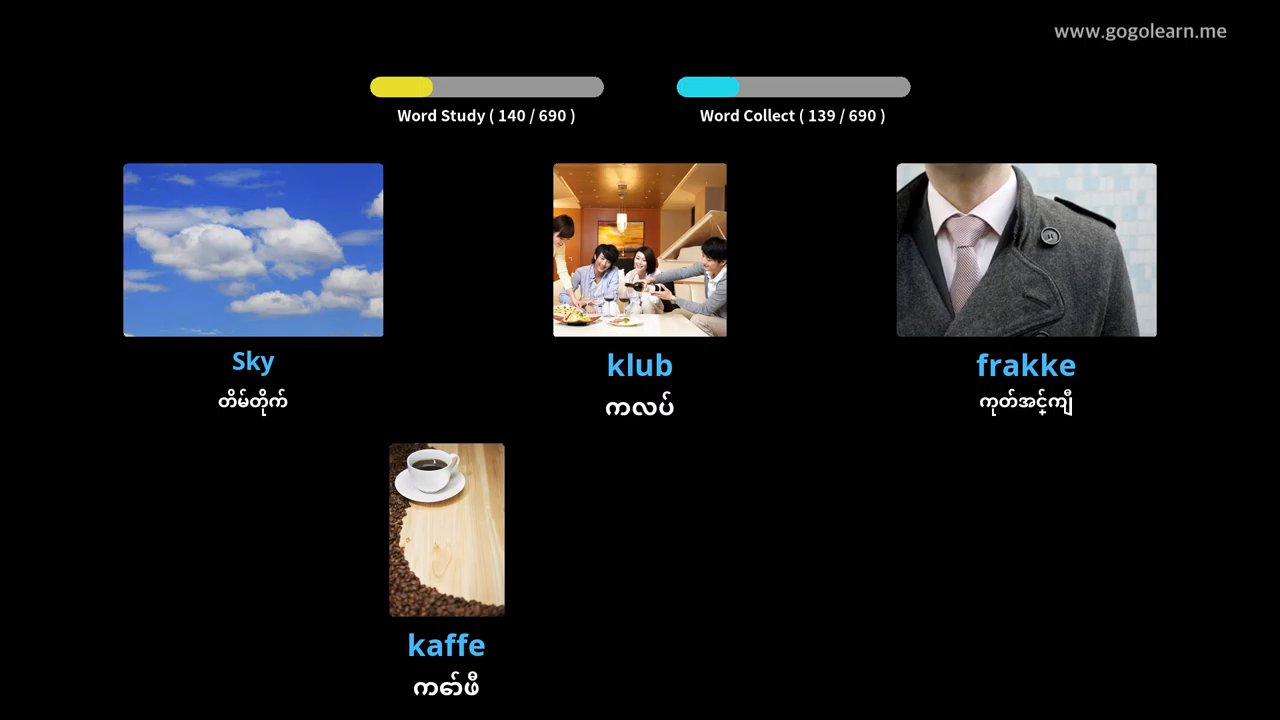 www.gogolearn.me
Word Study ( 140 / 690 )
Word Collect ( 139 / 690 )
Sky
တိမ်တိုက်
klub
ကလပ်
frakke
ကုတ်အင်္ကျီ
kaffe
ကော်ဖီ